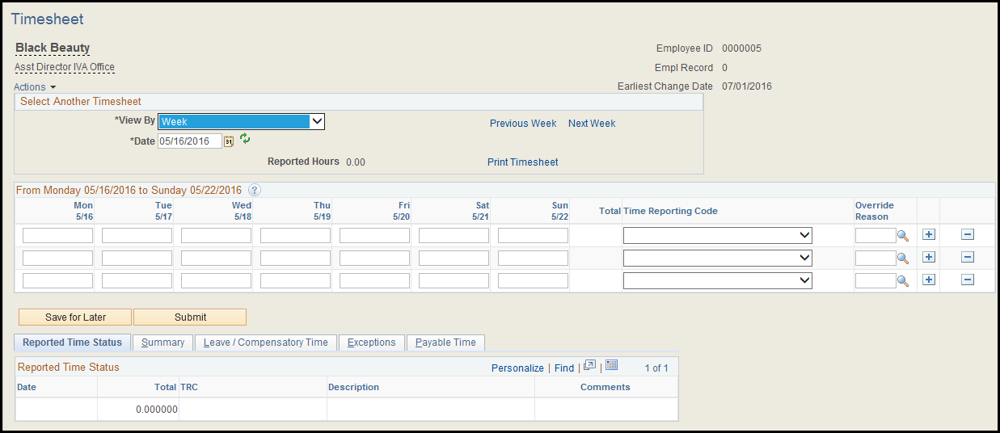 Timesheet
Black Beauty
Employee ID 0000005
Asst Director IVA Office
Empl Record 0
Actions
Earliest Change Date 07/01/2016
Select Another Timesheet
*View By Week
Previous Week Next Week
*Date 05/16/2016 31
Reported Hours 0.00
Print Timesheet
From Monday 05/16/2016 to Sunday 05/22/2016 ?
Mon Tue Wed Thu Fri Sat Sun Total Time Reporting Code Override
5/16 5/17 5/18 5/19 5/20 5/21 5/22 Reason
Save for Later Submit
Reported Time Status Summary Leave / Compensatory Time Exceptions Payable Time
Reported Time Status
Personalize | Find | | 1 of 1
Date Total TRC Description Comments
0.000000